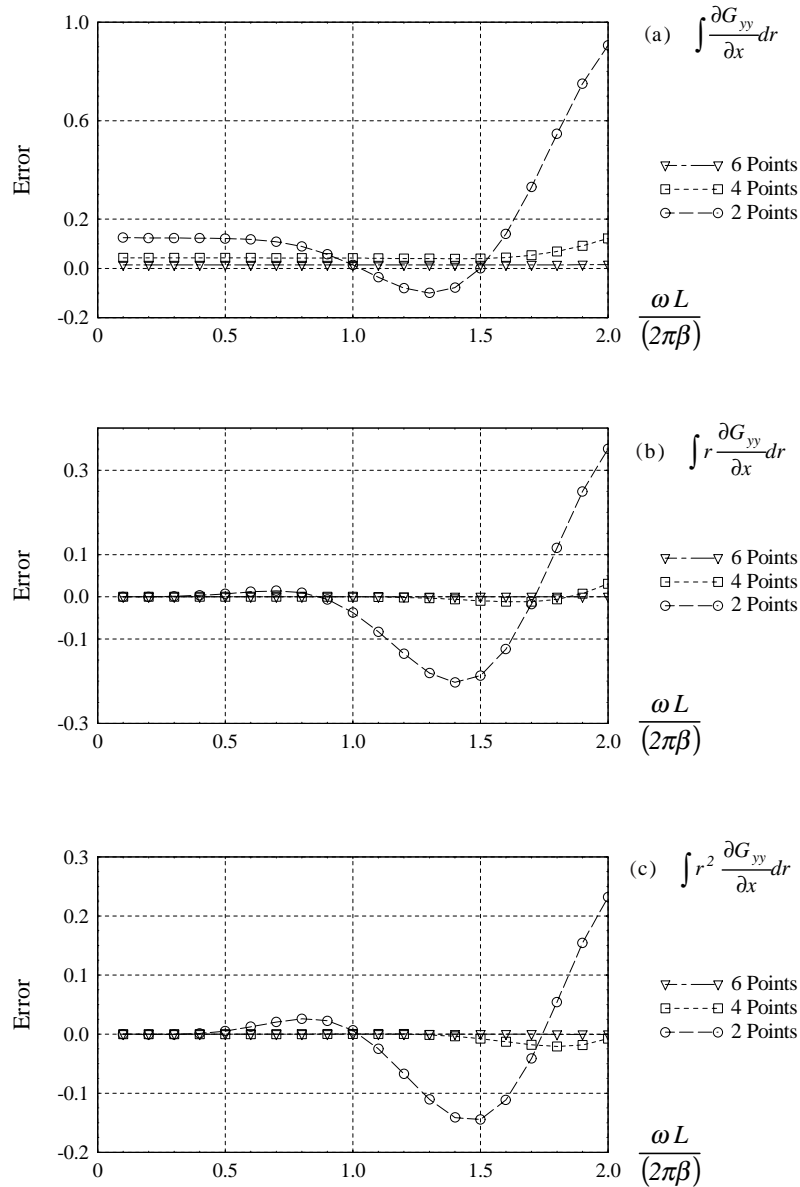 (a) ∫ ∂G_yy/∂x dr
1.0
0.6
0.2
0.0
-0.2
Error
0
0.5
1.0
1.5
2.0
6 Points
4 Points
2 Points
ωL/(2πβ)
(b) ∫ r ∂G_yy/∂x dr
0.3
0.1
0.0
-0.1
-0.3
Error
0
0.5
1.0
1.5
2.0
6 Points
4 Points
2 Points
ωL/(2πβ)
(c) ∫ r² ∂G_yy/∂x dr
0.3
0.2
0.1
0.0
-0.1
-0.2
Error
0
0.5
1.0
1.5
2.0
6 Points
4 Points
2 Points
ωL/(2πβ)